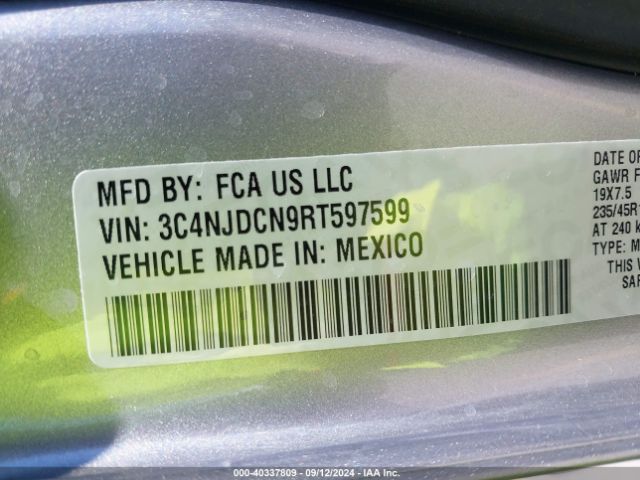 MFD BY: FCA US LLC
VIN: 3C4NJDCN9RT597599
VEHICLE MADE IN: MEXICO
DATE OF
GAWR F
19X7.5
235/45R1
AT 240 k
TYPE: M
THIS V
SAF
000-40337809 - 09/12/2024 - IAA Inc.